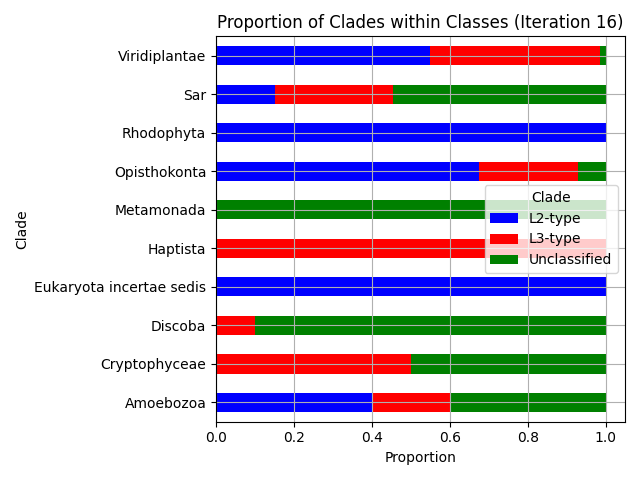 Proportion of Clades within Classes (Iteration 16)
Viridiplantae
Sar
Rhodophyta
Opisthokonta
Metamonada
Haptista
Eukaryota incertae sedis
Discoba
Cryptophyceae
Amoebozoa
Clade
Clade
L2-type
L3-type
Unclassified
0.0 0.2 0.4 0.6 0.8 1.0
Proportion